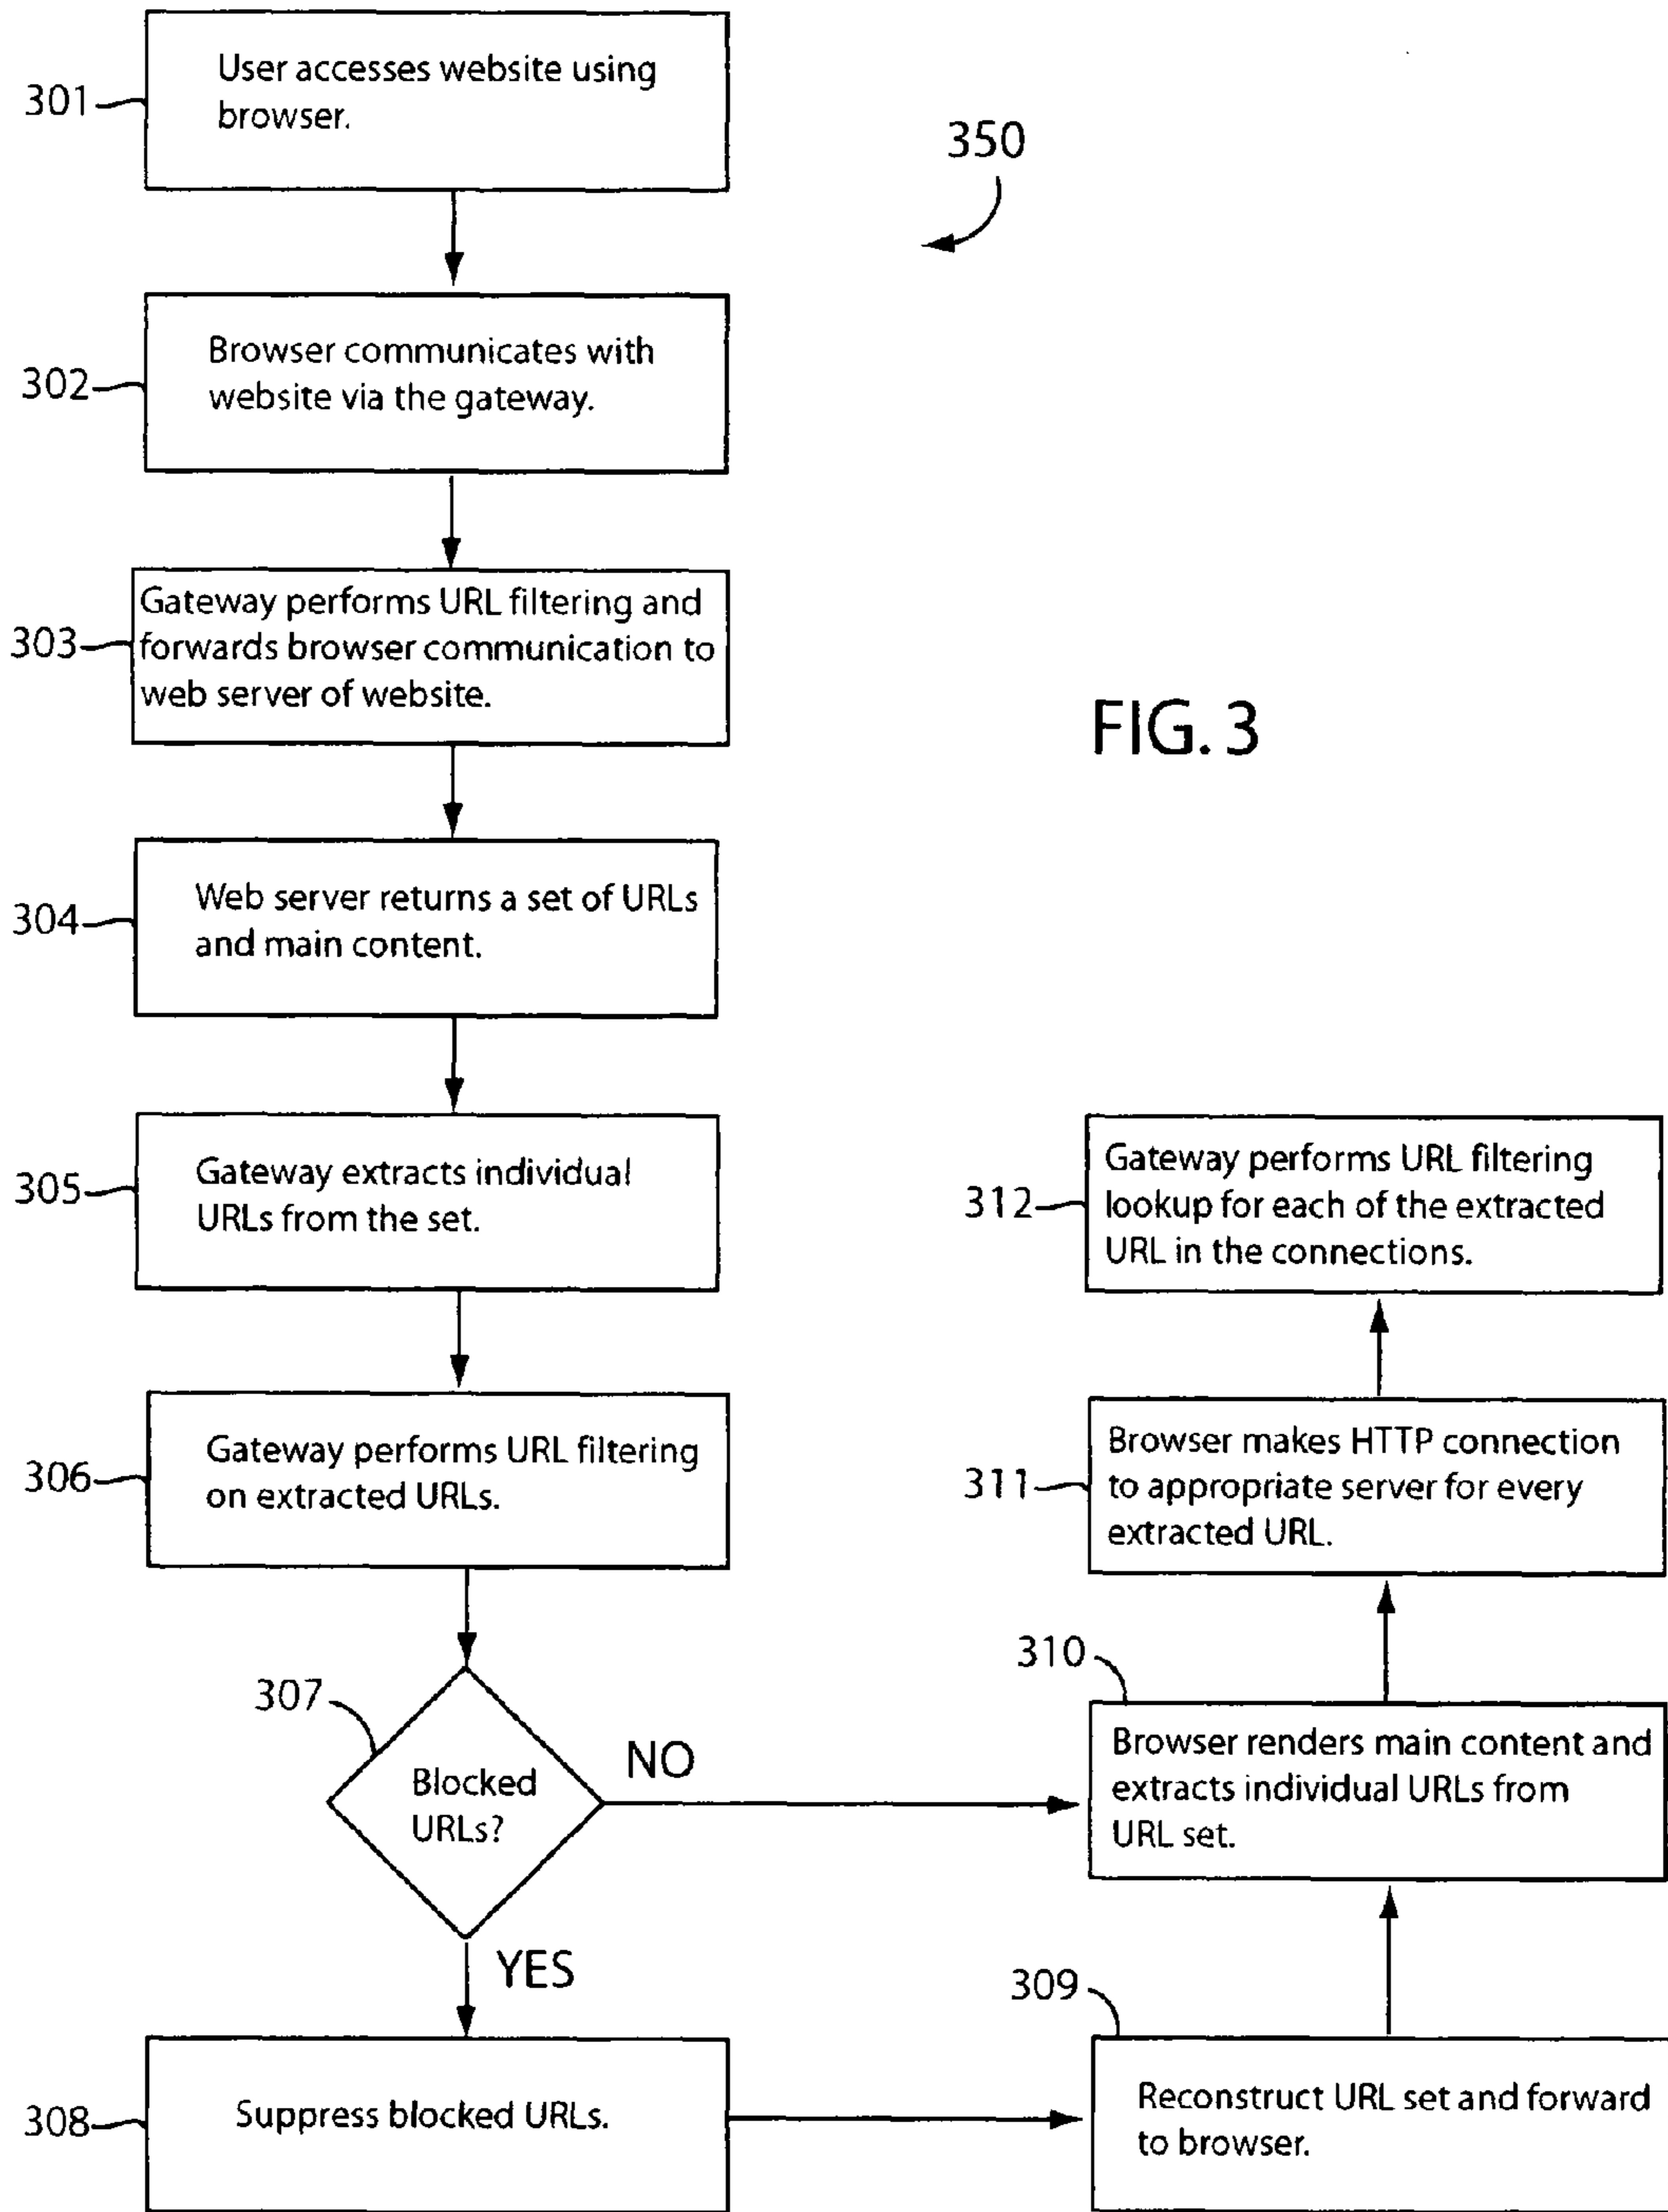 301
User accesses website using
browser.
350
302
Browser communicates with
website via the gateway.
303
Gateway performs URL filtering and
forwards browser communication to
web server of website.
FIG. 3
304
Web server returns a set of URLs
and main content.
305
Gateway extracts individual
URLs from the set.
306
Gateway performs URL filtering
on extracted URLs.
307
Blocked
URLs?
NO
YES
308
Suppress blocked URLs.
309
Reconstruct URL set and forward
to browser.
310
Browser renders main content and
extracts individual URLs from
URL set.
311
Browser makes HTTP connection
to appropriate server for every
extracted URL.
312
Gateway performs URL filtering
lookup for each of the extracted
URL in the connections.